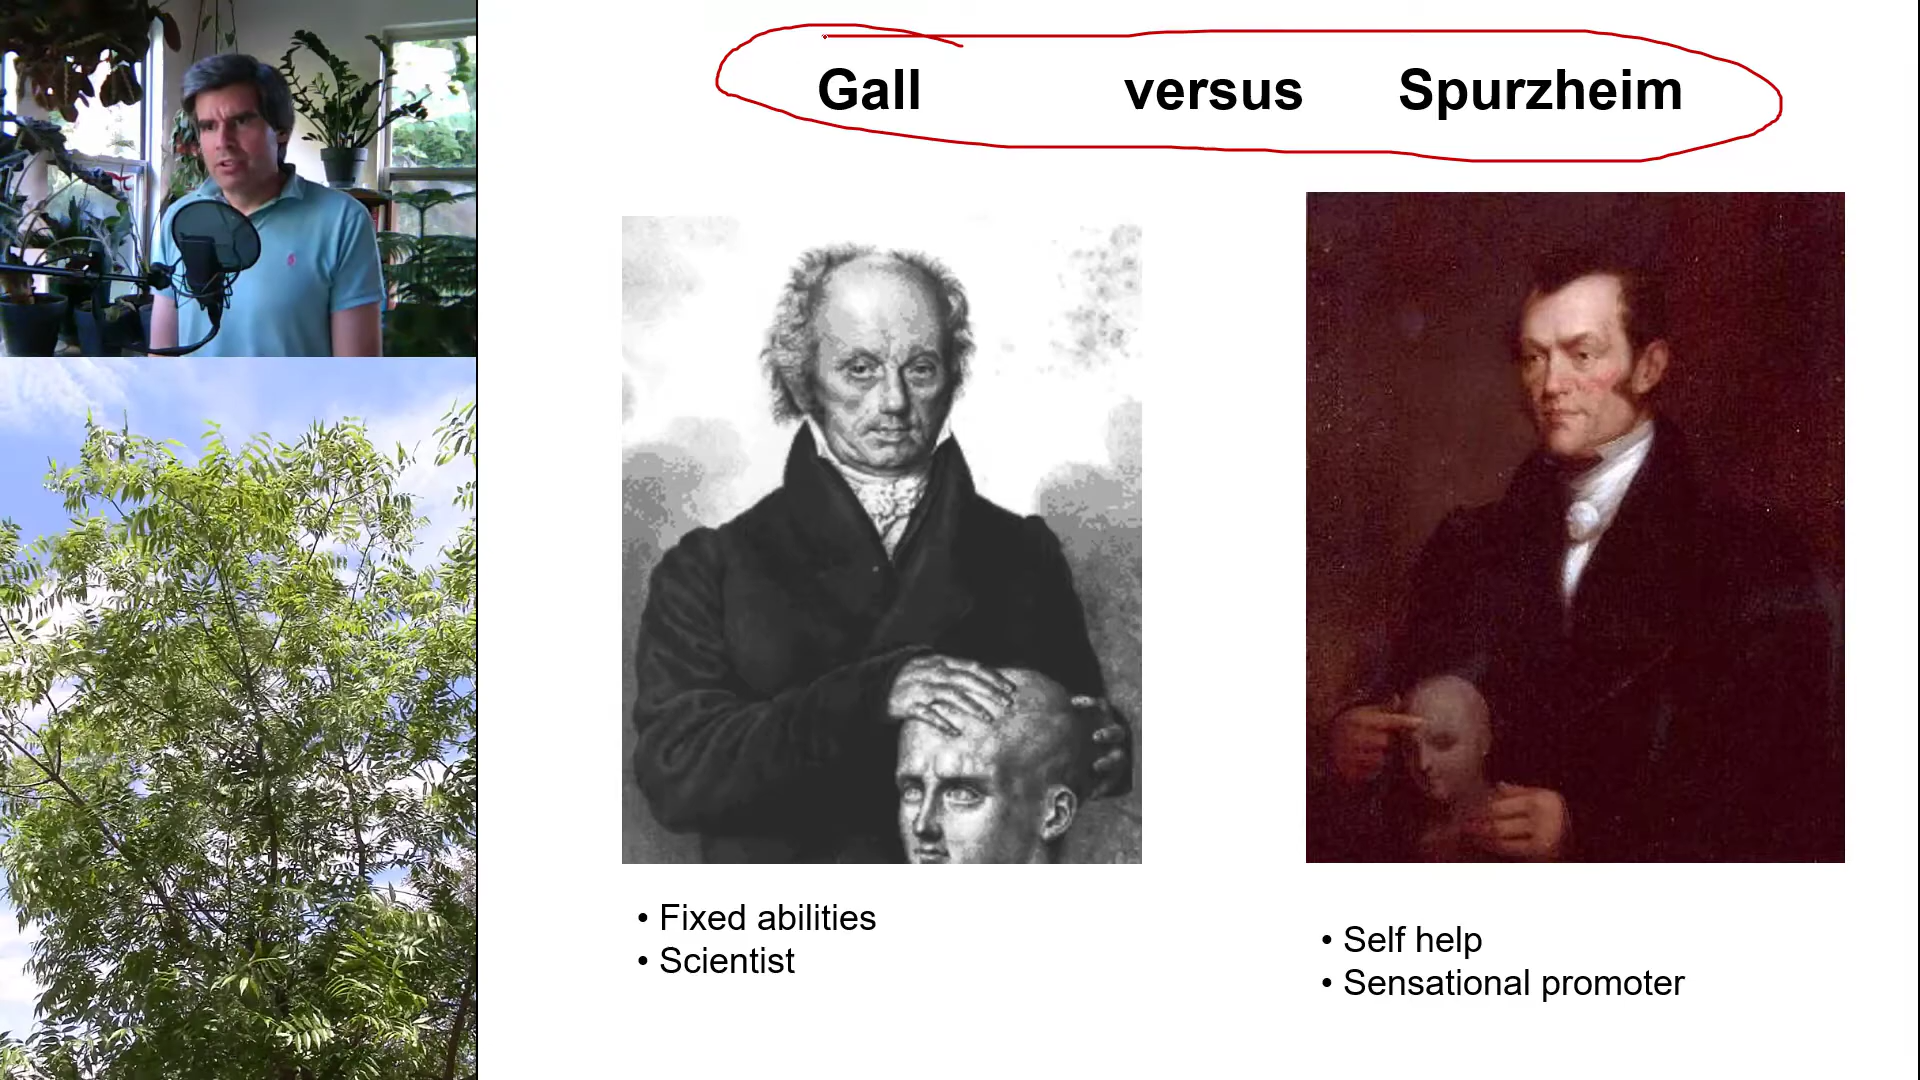 Gall versus Spurzheim
• Fixed abilities
• Scientist
• Self help
• Sensational promoter